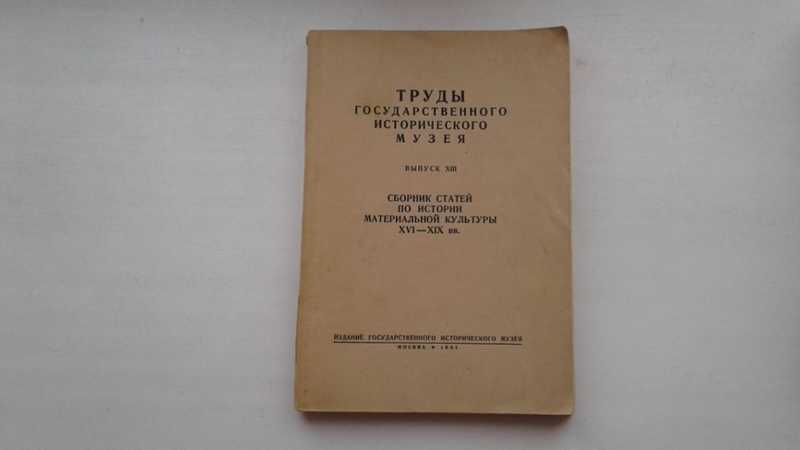 ТРУДЫ
ГОСУДАРСТВЕННОГО
ИСТОРИЧЕСКОГО
МУЗЕЯ
ВЫПУСК XIII
СБОРНИК СТАТЕЙ
ПО ИСТОРИИ
МАТЕРИАЛЬНОЙ КУЛЬТУРЫ
XVI—XIX вв.
ИЗДАНИЕ ГОСУДАРСТВЕННОГО ИСТОРИЧЕСКОГО МУЗЕЯ
МОСКВА